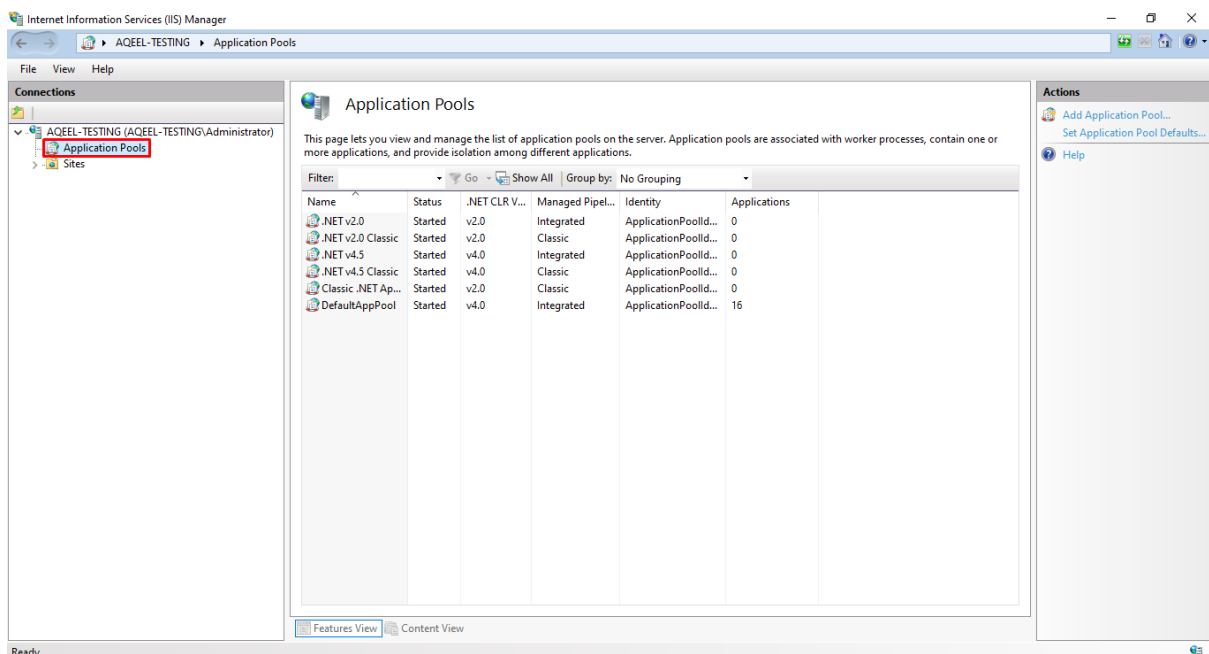 Internet Information Services (IIS) Manager
AQEEL-TESTING Application Pools
File View Help
Connections
AQEEL-TESTING (AQEEL-TESTING\Administrator)
Application Pools
Sites
Application Pools
This page lets you view and manage the list of application pools on the server. Application pools are associated with worker processes, contain one or
more applications, and provide isolation among different applications.
Filter: Go Show All Group by: No Grouping
Name Status .NET CLR V... Managed Pipel... Identity Applications
.NET v2.0 Started v2.0 Integrated ApplicationPoolId... 0
.NET v2.0 Classic Started v2.0 Classic ApplicationPoolId... 0
.NET v4.5 Started v4.0 Integrated ApplicationPoolId... 0
.NET v4.5 Classic Started v4.0 Classic ApplicationPoolId... 0
Classic .NET Ap... Started v2.0 Classic ApplicationPoolId... 0
DefaultAppPool Started v4.0 Integrated ApplicationPoolId... 16
Features View Content View
Actions
Add Application Pool...
Set Application Pool Defaults...
Help
Ready